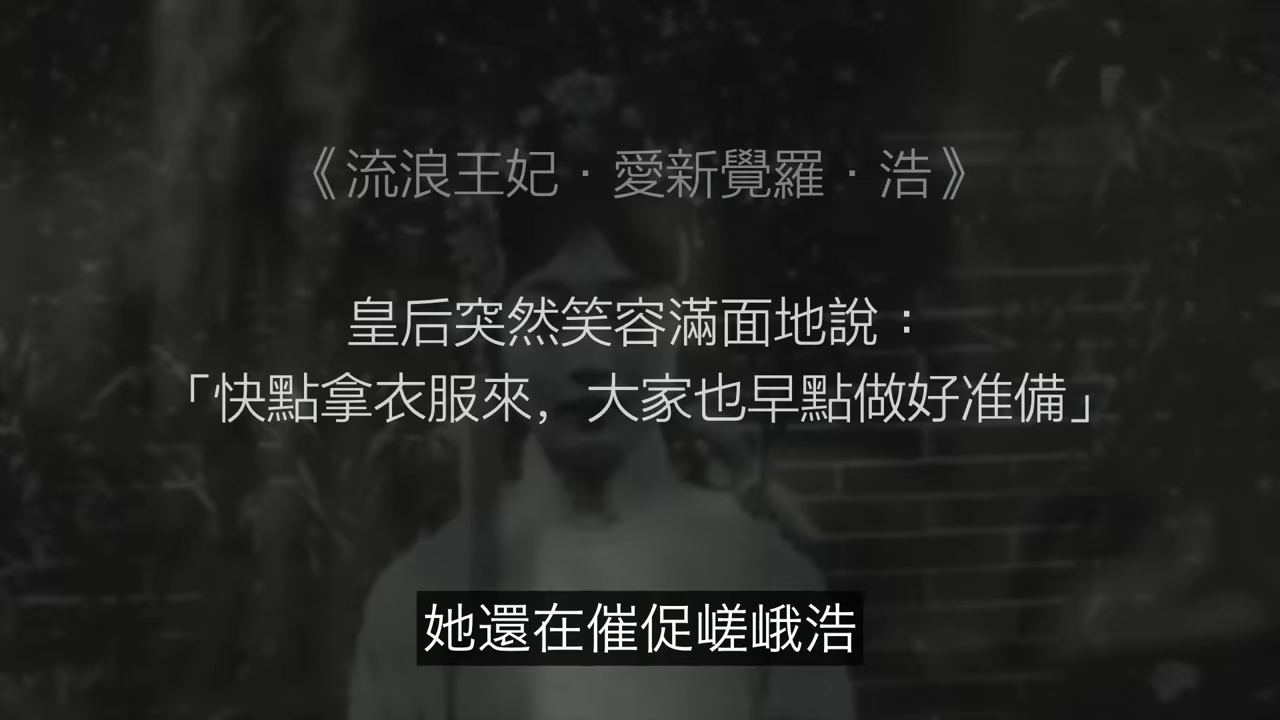 《流浪王妃·愛新覺羅·浩》
皇后突然笑容滿面地說：
「快點拿衣服來，大家也早點做好准備」
她還在催促嵯峨浩